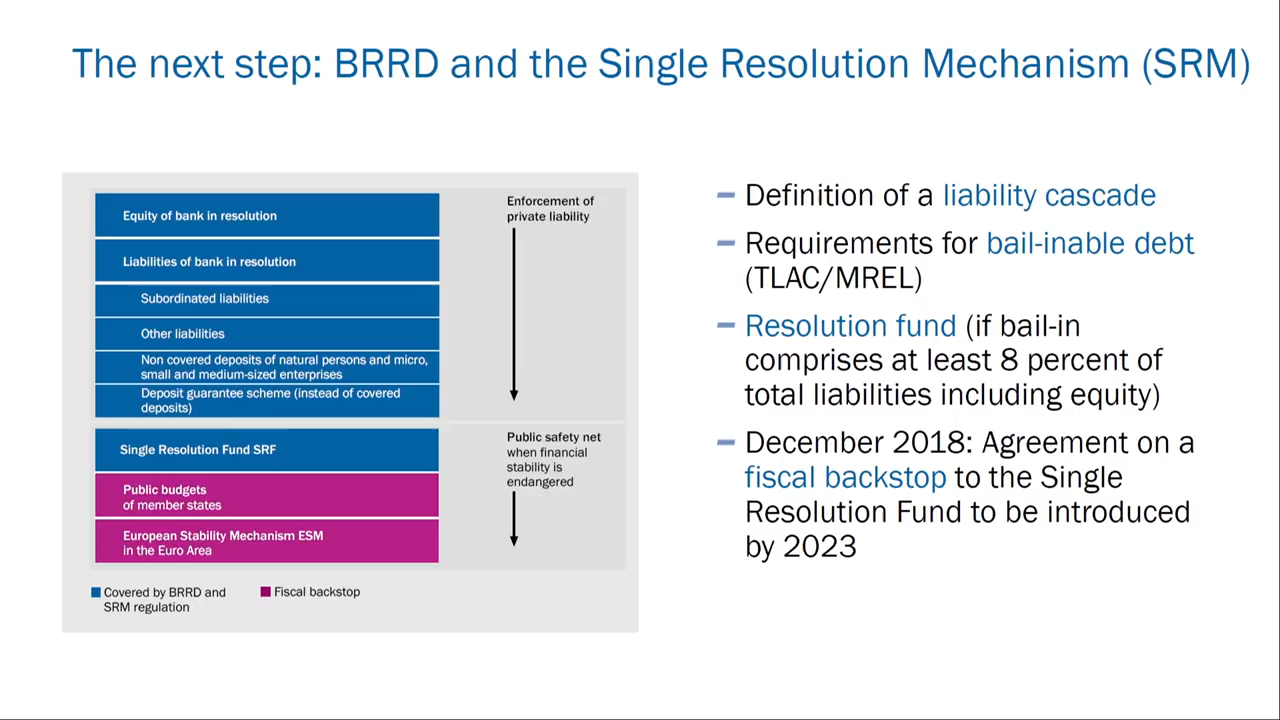 The next step: BRRD and the Single Resolution Mechanism (SRM)
Equity of bank in resolution
Liabilities of bank in resolution
Subordinated liabilities
Other liabilities
Non covered deposits of natural persons and micro,
small and medium-sized enterprises
Deposit guarantee scheme (instead of covered
deposits)
Enforcement of
private liability
Single Resolution Fund SRF
Public budgets
of member states
European Stability Mechanism ESM
in the Euro Area
Public safety net
when financial
stability is
endangered
Covered by BRRD and
SRM regulation
Fiscal backstop
– Definition of a liability cascade
– Requirements for bail-inable debt
(TLAC/MREL)
– Resolution fund (if bail-in
comprises at least 8 percent of
total liabilities including equity)
– December 2018: Agreement on a
fiscal backstop to the Single
Resolution Fund to be introduced
by 2023